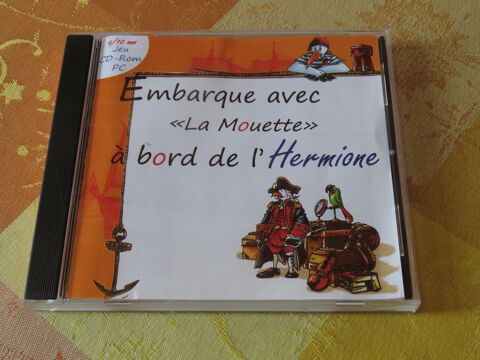 6/10 ans
Jeu
CD-Rom
PC
Embarque avec
«La Mouette»
à bord de l'Hermione